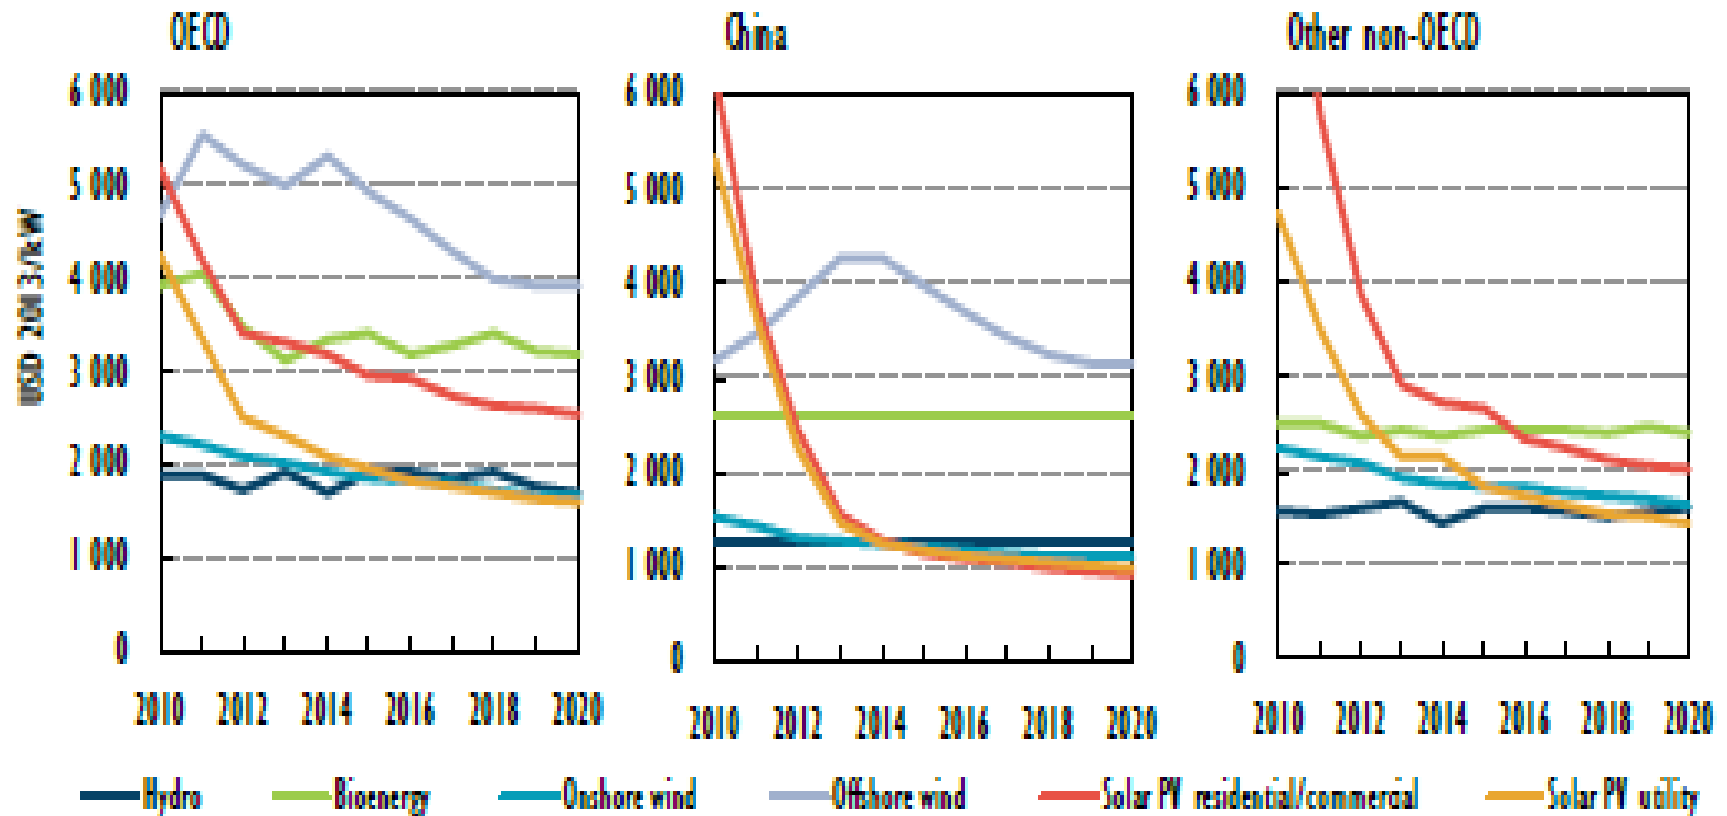 OECD
China
Other non-OECD
USD 2013/kW
6 000
5 000
4 000
3 000
2 000
1 000
0
6 000
5 000
4 000
3 000
2 000
1 000
0
6 000
5 000
4 000
3 000
2 000
1 000
0
2010 2012 2014 2016 2018 2020
2010 2012 2014 2016 2018 2020
2010 2012 2014 2016 2018 2020
Hydro Bioenergy Onshore wind Offshore wind Solar PV residential/commercial Solar PV utility